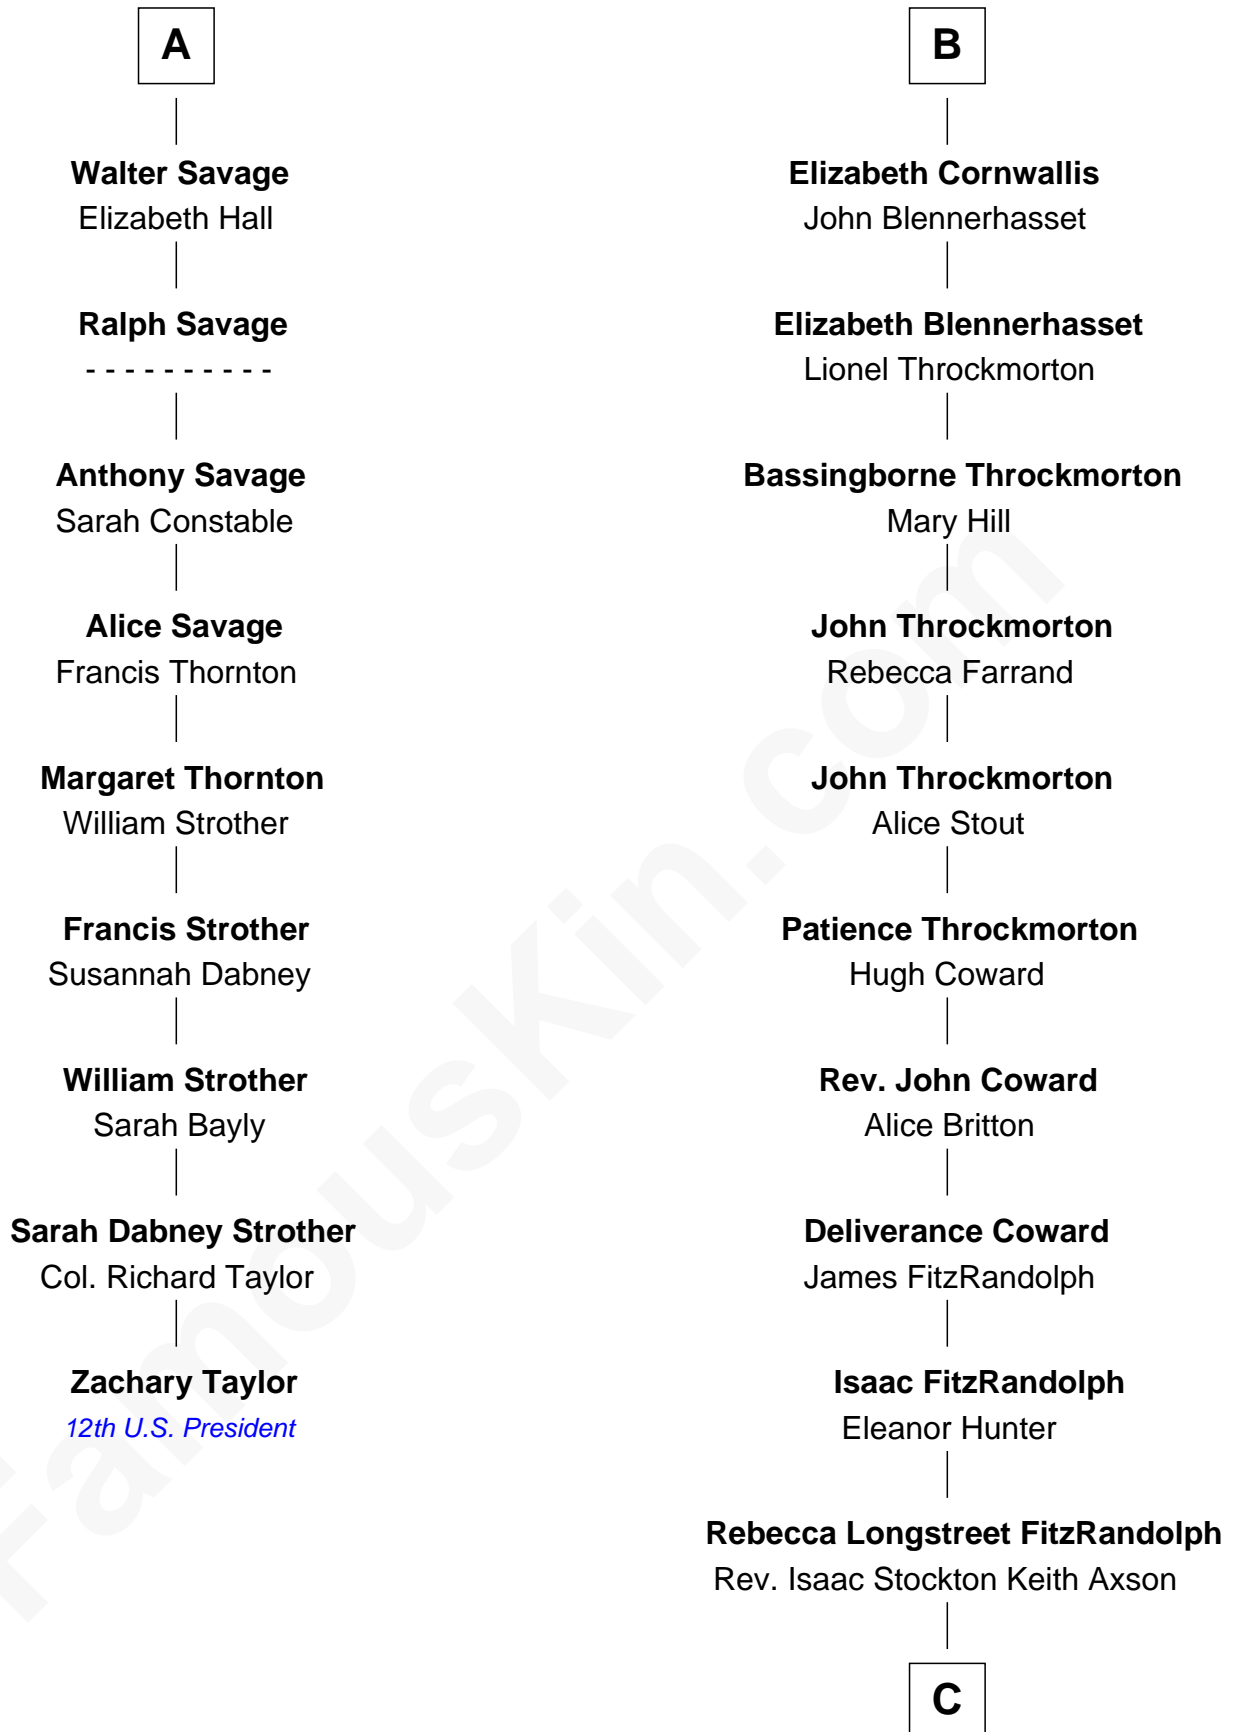 A
Walter Savage
Elizabeth Hall
Ralph Savage
- - - - - - - - - -
Anthony Savage
Sarah Constable
Alice Savage
Francis Thornton
Margaret Thornton
William Strother
Francis Strother
Susannah Dabney
William Strother
Sarah Bayly
Sarah Dabney Strother
Col. Richard Taylor
Zachary Taylor
12th U.S. President
B
Elizabeth Cornwallis
John Blennerhasset
Elizabeth Blennerhasset
Lionel Throckmorton
Bassingborne Throckmorton
Mary Hill
John Throckmorton
Rebecca Farrand
John Throckmorton
Alice Stout
Patience Throckmorton
Hugh Coward
Rev. John Coward
Alice Britton
Deliverance Coward
James FitzRandolph
Isaac FitzRandolph
Eleanor Hunter
Rebecca Longstreet FitzRandolph
Rev. Isaac Stockton Keith Axson
C
FamousKin.com